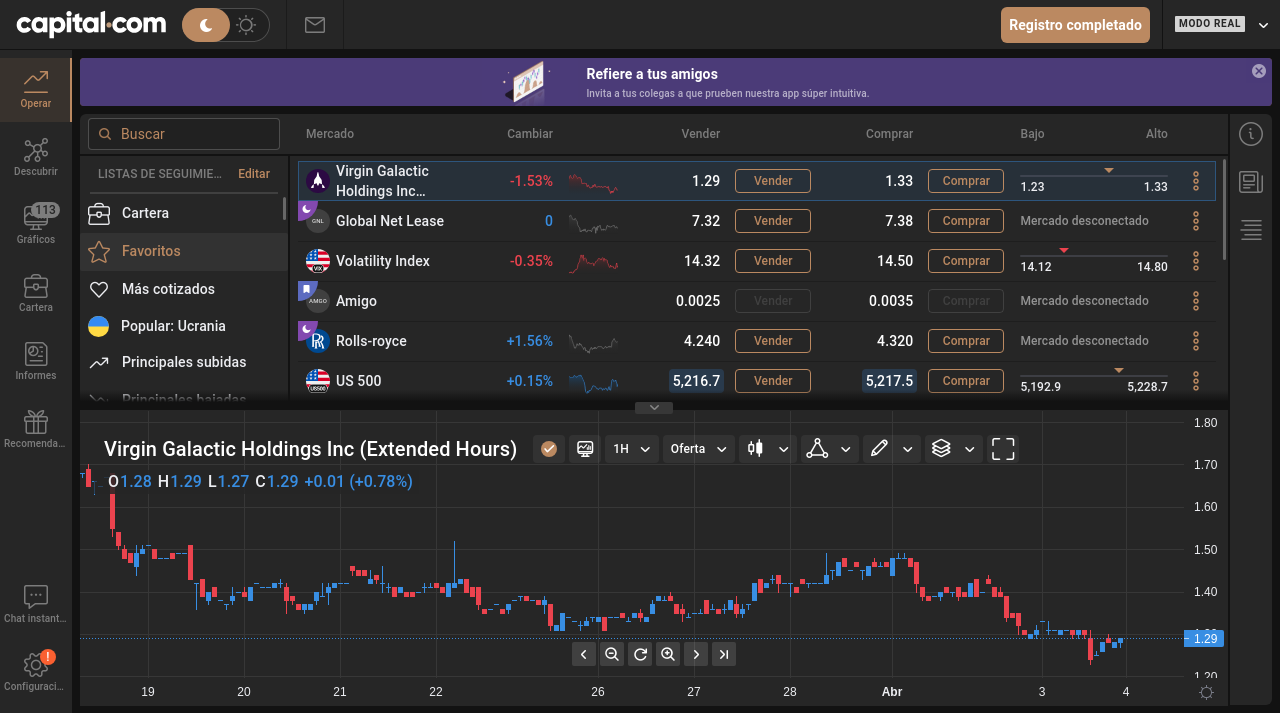 capital.com
Registro completado
MODO REAL
Operar
Descubrir
113
Gráficos
Cartera
Informes
Recomenda...
Chat instant...
!
Configuraci...
Refiere a tus amigos
Invita a tus colegas a que prueben nuestra app súper intuitiva.
Buscar
LISTAS DE SEGUIMIE... Editar
Cartera
Favoritos
Más cotizados
Popular: Ucrania
Principales subidas
Principales bajadas
Mercado Cambiar Vender Comprar Bajo Alto
Virgin Galactic
Holdings Inc...
-1.53% 1.29 Vender 1.33 Comprar 1.23 1.33
GNL Global Net Lease 0 7.32 Vender 7.38 Comprar Mercado desconectado
VIX Volatility Index -0.35% 14.32 Vender 14.50 Comprar 14.12 14.80
AMIGO Amigo 0.0025 Vender 0.0035 Comprar Mercado desconectado
Rolls-royce +1.56% 4.240 Vender 4.320 Comprar Mercado desconectado
US500 US 500 +0.15% 5,216.7 Vender 5,217.5 Comprar 5,192.9 5,228.7
Virgin Galactic Holdings Inc (Extended Hours) 1H Oferta
O1.28 H1.29 L1.27 C1.29 +0.01 (+0.78%)
1.80
1.70
1.60
1.50
1.40
1.29
1.20
19 20 21 22 26 27 28 Abr 3 4